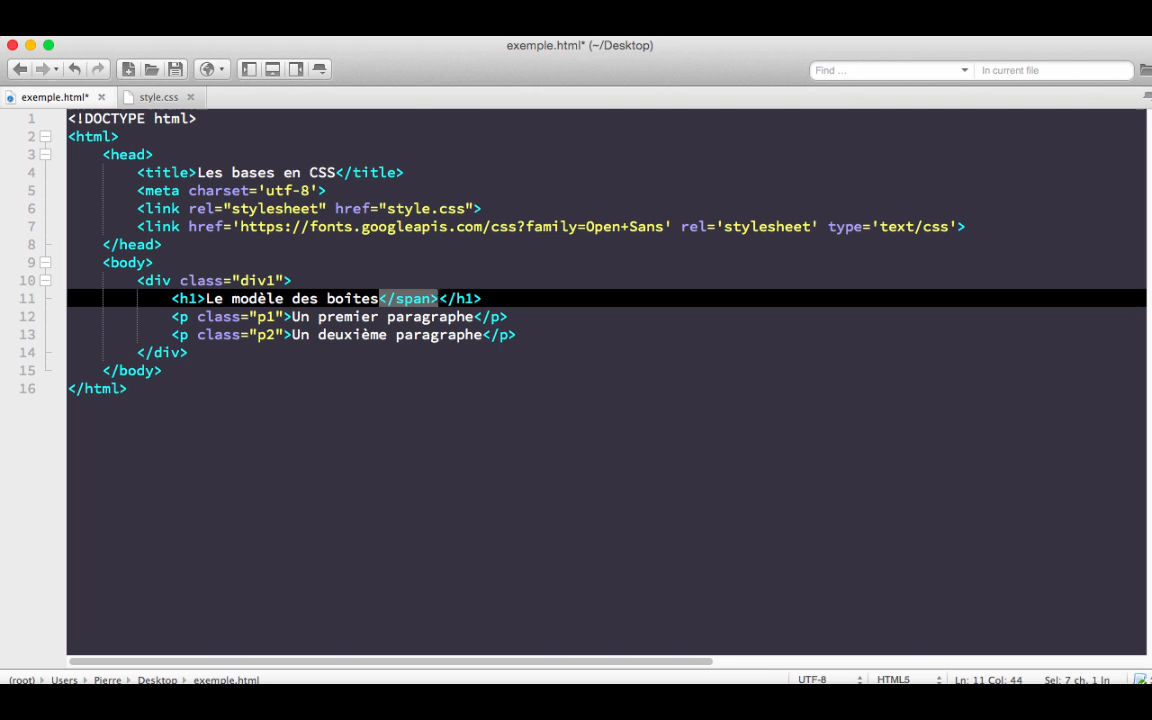 exemple.html* (~/Desktop)
Find ...
In current file
exemple.html*
style.css
1 <!DOCTYPE html>
2 <html>
3 <head>
4 <title>Les bases en CSS</title>
5 <meta charset='utf-8'>
6 <link rel="stylesheet" href="style.css">
7 <link href='https://fonts.googleapis.com/css?family=Open+Sans' rel='stylesheet' type='text/css'>
8 </head>
9 <body>
10 <div class="div1">
11 <h1>Le modèle des boîtes</span></h1>
12 <p class="p1">Un premier paragraphe</p>
13 <p class="p2">Un deuxième paragraphe</p>
14 </div>
15 </body>
16 </html>
(root) Users Pierre Desktop exemple.html
UTF-8 HTML5 Ln: 11 Col: 44 Sel: 7 ch, 1 ln